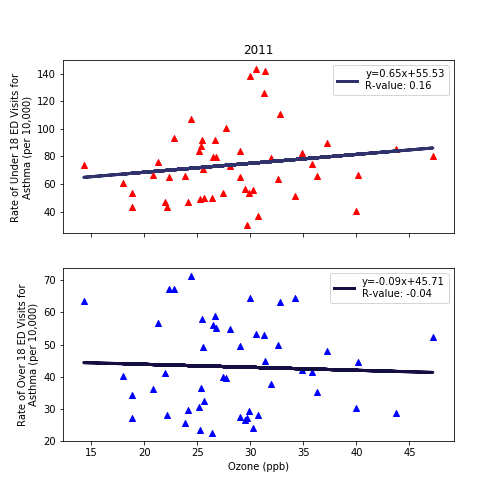 2011
Rate of Under 18 ED Visits for
Asthma (per 10,000)
140
120
100
80
60
40
y=0.65x+55.53
R-value: 0.16
Rate of Over 18 ED Visits for
Asthma (per 10,000)
70
60
50
40
30
20
y=-0.09x+45.71
R-value: -0.04
15 20 25 30 35 40 45
Ozone (ppb)